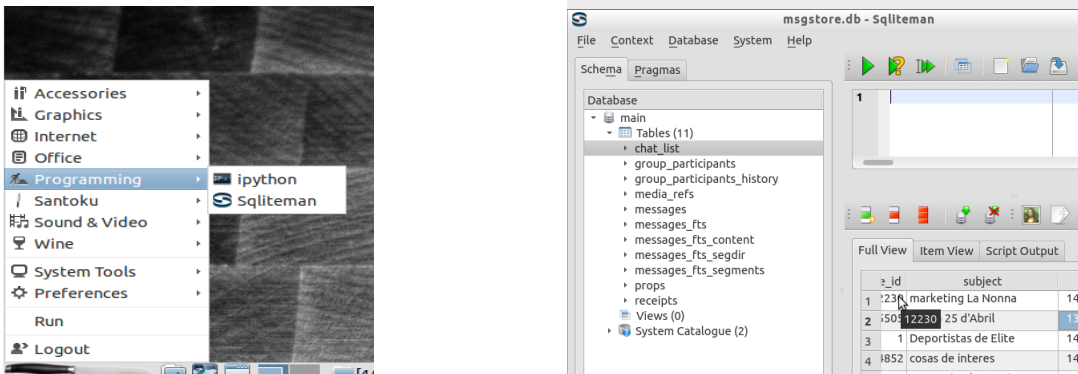 Accessories
Graphics
Internet
Office
Programming
Santoku
Sound & Video
Wine
System Tools
Preferences
Run
Logout
ipython
Sqliteman
msgstore.db - Sqliteman
File Context Database System Help
Schema Pragmas
Database
main
Tables (11)
chat_list
group_participants
group_participants_history
media_refs
messages
messages_fts
messages_fts_content
messages_fts_segdir
messages_fts_segments
props
receipts
Views (0)
System Catalogue (2)
1
Full View Item View Script Output
e_id subject
1 marketing La Nonna 14
2 12230 25 d'Abril 13
3 1 Deportistas de Elite 14
4 3852 cosas de interes 14